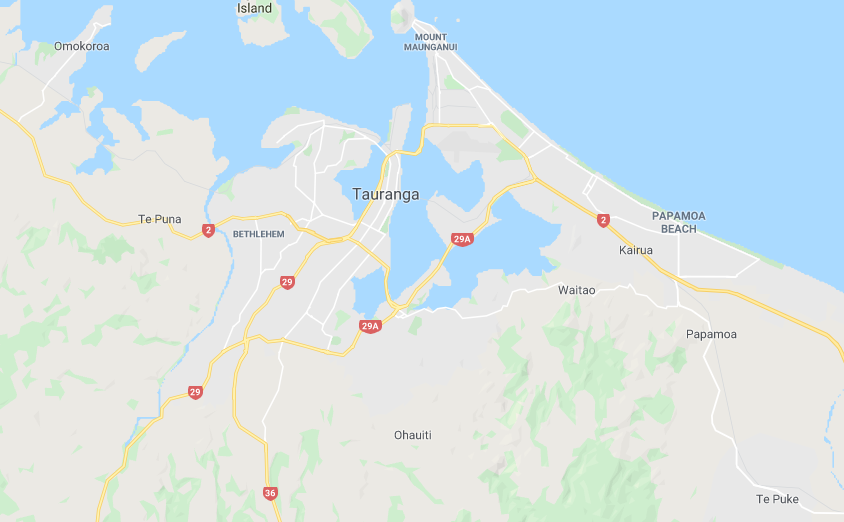 Island
Omokoroa
MOUNT
MAUNGANUI
Tauranga
Te Puna
2
BETHLEHEM
29A
2
PAPAMOA
BEACH
Kairua
29
Waitao
29A
Papamoa
29
Ohauiti
36
Te Puke